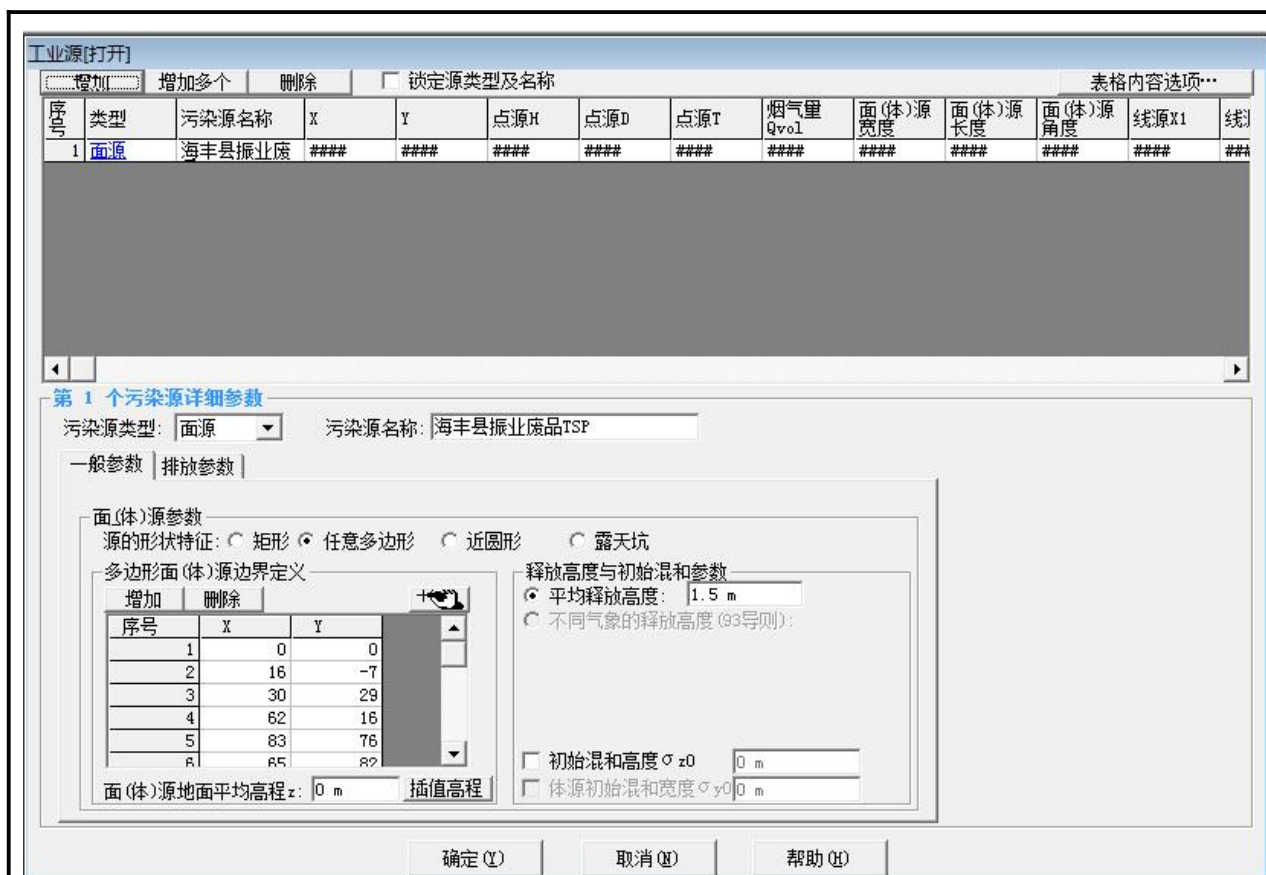 工业源[打开]
增加 增加多个 删除 锁定源类型及名称 表格内容选项…
序号 类型 污染源名称 X Y 点源H 点源D 点源T 烟气量Qvol 面(体)源宽度 面(体)源长度 面(体)源角度 线源X1
1 面源 海丰县振业废 #### #### #### #### #### #### #### #### #### #### ###
第 1 个污染源详细参数
污染源类型: 面源 污染源名称: 海丰县振业废品TSP
一般参数 排放参数
面(体)源参数
源的形状特征: 矩形 任意多边形 近圆形 露天坑
多边形面(体)源边界定义 释放高度与初始混和参数
增加 删除 平均释放高度: 1.5 m
不同气象的释放高度(93导则):
序号 X Y
1 0 0
2 16 -7
3 30 29
4 62 16
5 83 76
6 65 82
初始混和高度σz0 0 m
面(体)源地面平均高程z: 0 m 插值高程 体源初始混和宽度σy0 0 m
确定(Y) 取消(N) 帮助(H)